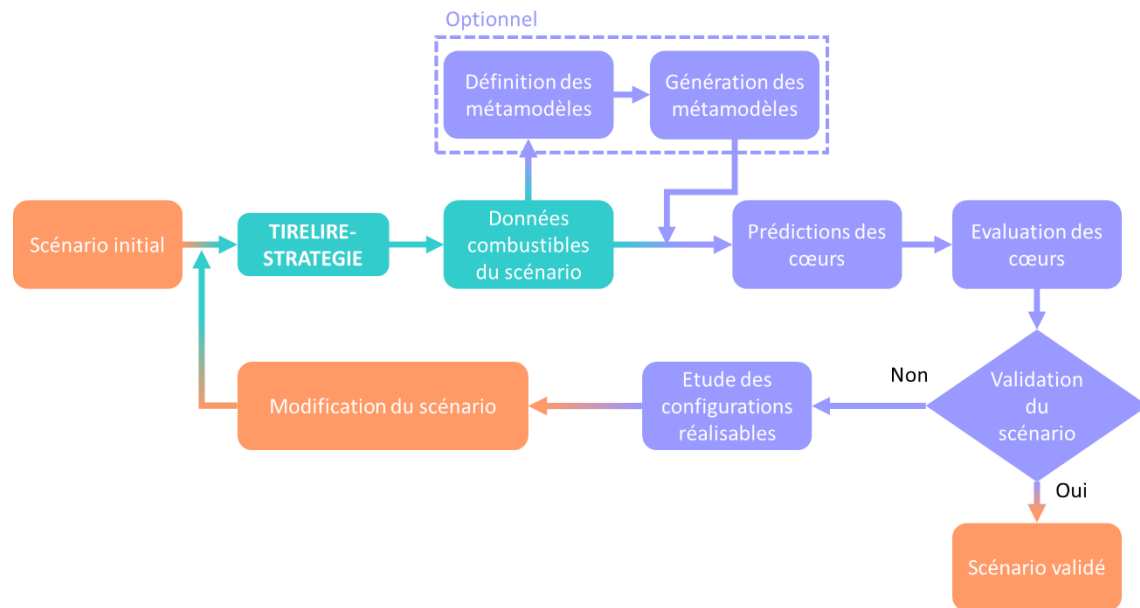 Optionnel
Définition des
métamodèles
Génération des
métamodèles
Scénario initial
TIRELIRE-
STRATEGIE
Données
combustibles
du scénario
Prédictions des
cœurs
Evaluation des
cœurs
Modification du scénario
Etude des
configurations
réalisables
Non
Validation
du
scénario
Oui
Scénario validé